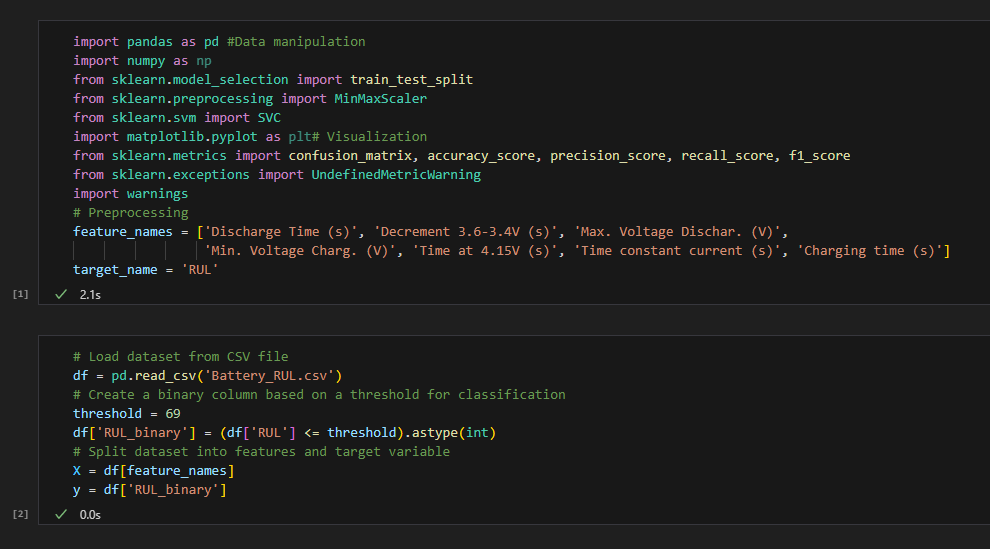 import pandas as pd #Data manipulation
import numpy as np
from sklearn.model_selection import train_test_split
from sklearn.preprocessing import MinMaxScaler
from sklearn.svm import SVC
import matplotlib.pyplot as plt# Visualization
from sklearn.metrics import confusion_matrix, accuracy_score, precision_score, recall_score, f1_score
from sklearn.exceptions import UndefinedMetricWarning
import warnings
# Preprocessing
feature_names = ['Discharge Time (s)', 'Decrement 3.6-3.4V (s)', 'Max. Voltage Dischar. (V)',
'Min. Voltage Charg. (V)', 'Time at 4.15V (s)', 'Time constant current (s)', 'Charging time (s)']
target_name = 'RUL'
[1] ✓ 2.1s
# Load dataset from CSV file
df = pd.read_csv('Battery_RUL.csv')
# Create a binary column based on a threshold for classification
threshold = 69
df['RUL_binary'] = (df['RUL'] <= threshold).astype(int)
# Split dataset into features and target variable
X = df[feature_names]
y = df['RUL_binary']
[2] ✓ 0.0s